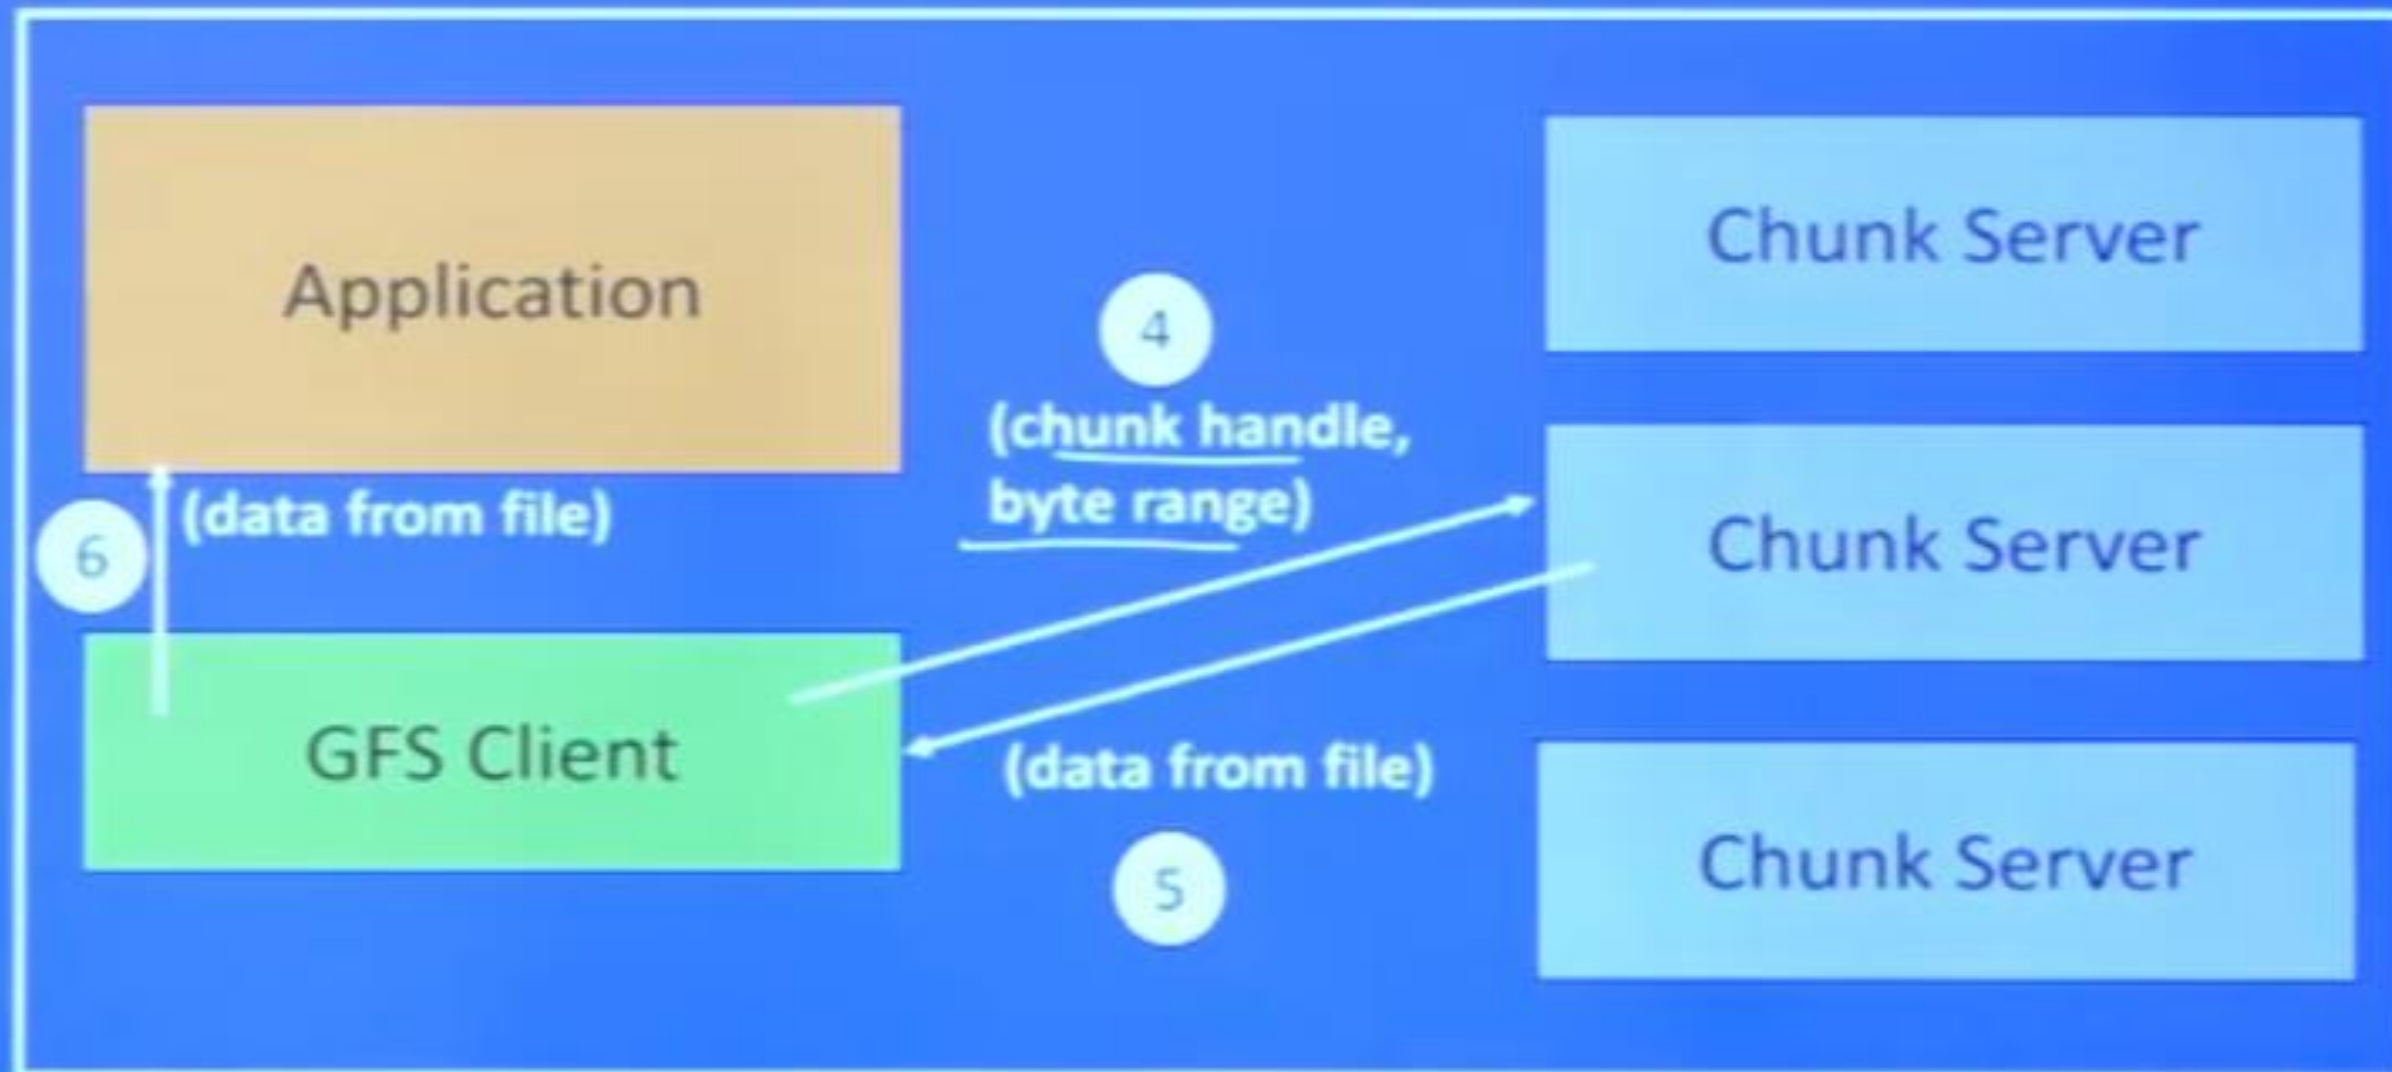 Application
Chunk Server
4
(chunk handle,
byte range)
(data from file)
6
Chunk Server
GFS Client
(data from file)
5
Chunk Server